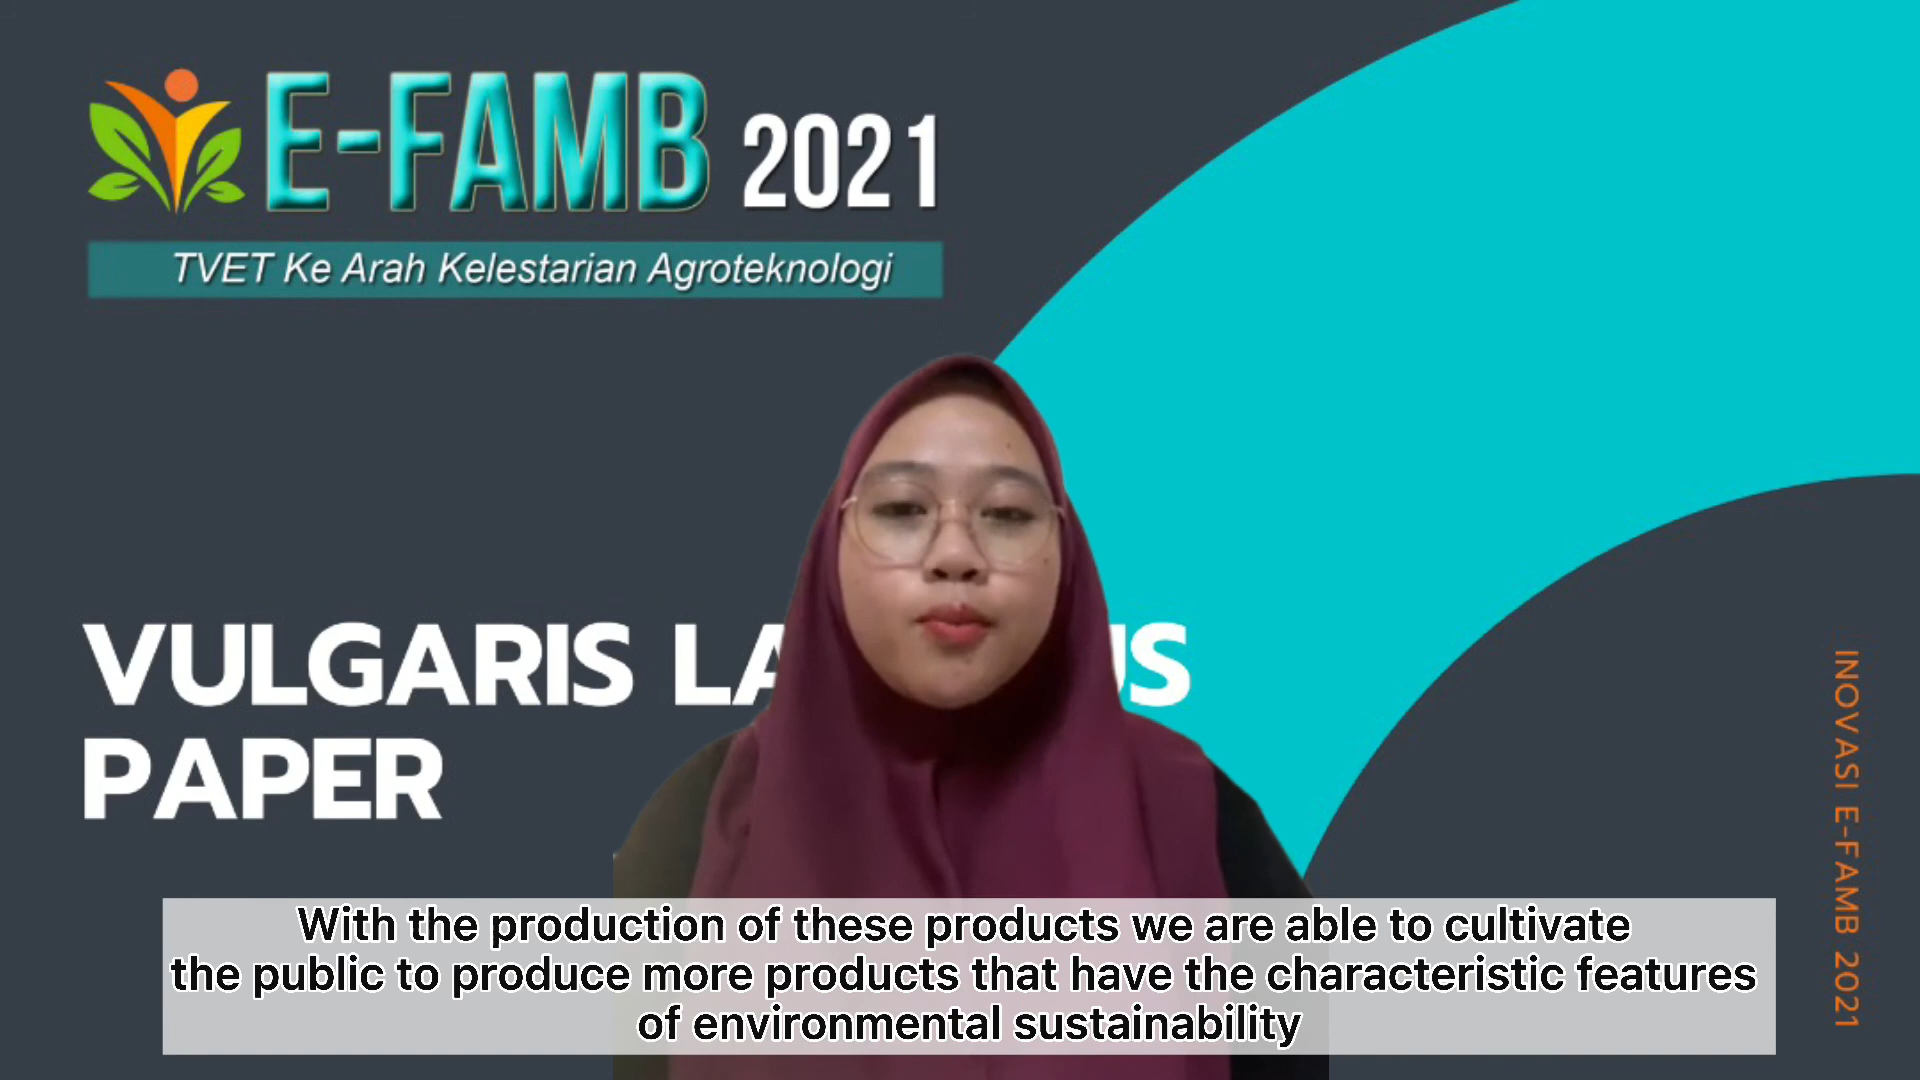 E-FAMB 2021
TVET Ke Arah Kelestarian Agroteknologi
VULGARIS
PAPER
INOVASI E-FAMB 2021
With the production of these products we are able to cultivate
the public to produce more products that have the characteristic features
of environmental sustainability